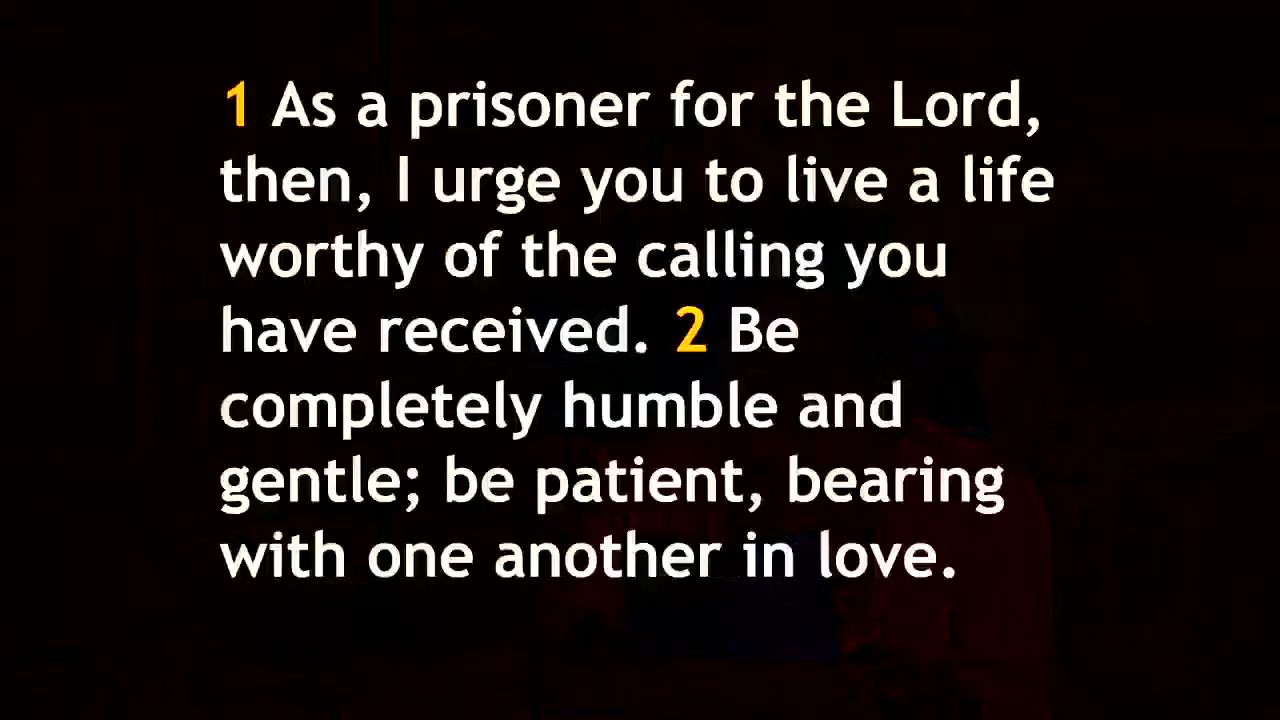 1 As a prisoner for the Lord,
then, I urge you to live a life
worthy of the calling you
have received. 2 Be
completely humble and
gentle; be patient, bearing
with one another in love.